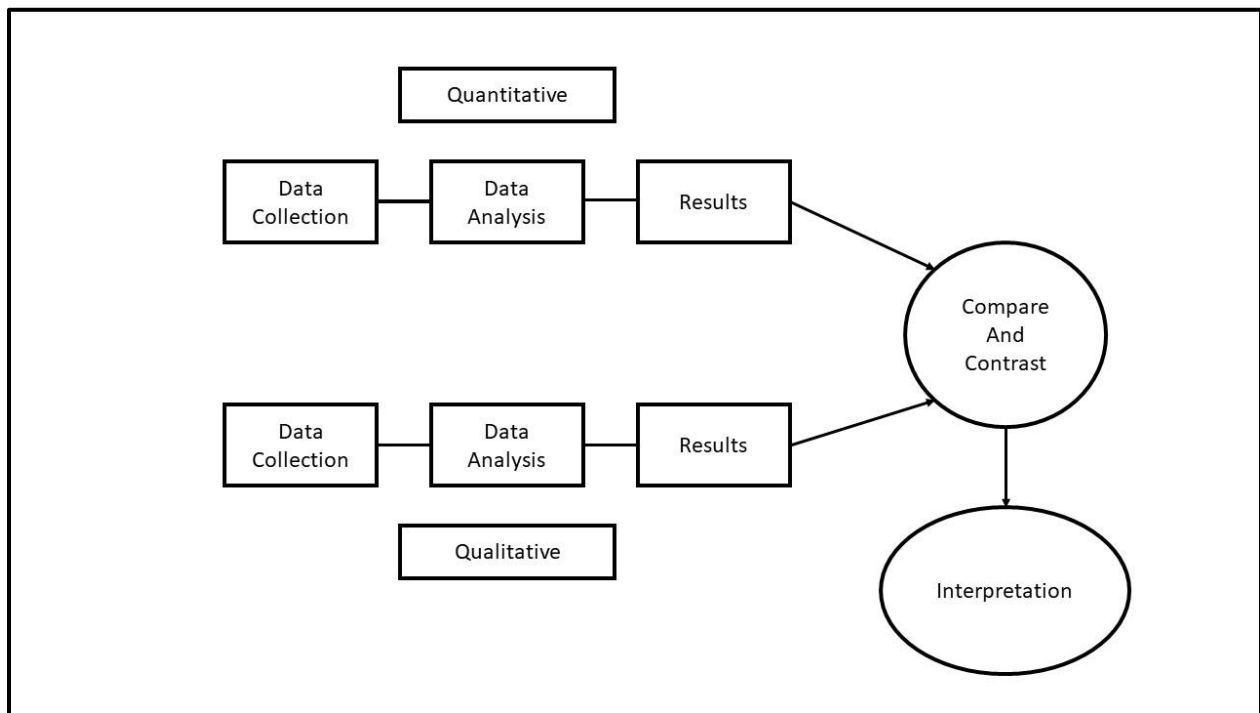 Quantitative
Data
Collection
Data
Analysis
Results
Compare
And
Contrast
Data
Collection
Data
Analysis
Results
Qualitative
Interpretation